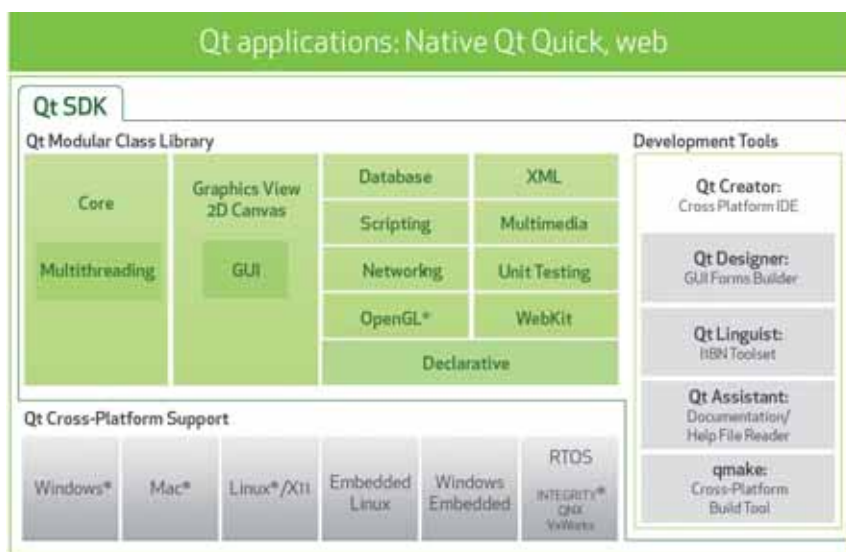 Qt applications: Native Qt Quick, web
Qt SDK
Qt Modular Class Library
Core
Multithreading
Graphics View
2D Canvas
GUI
Database
XML
Scripting
Multimedia
Networking
Unit Testing
OpenGL®
WebKit
Declarative
Development Tools
Qt Creator:
Cross Platform IDE
Qt Designer:
GUI Forms Builder
Qt Linguist:
I18N Toolset
Qt Assistant:
Documentation/
Help File Reader
qmake:
Cross-Platform
Build Tool
Qt Cross-Platform Support
Windows®
Mac®
Linux®/X11
Embedded
Linux
Windows
Embedded
RTOS
INTEGRITY®
QNX
VxWorks